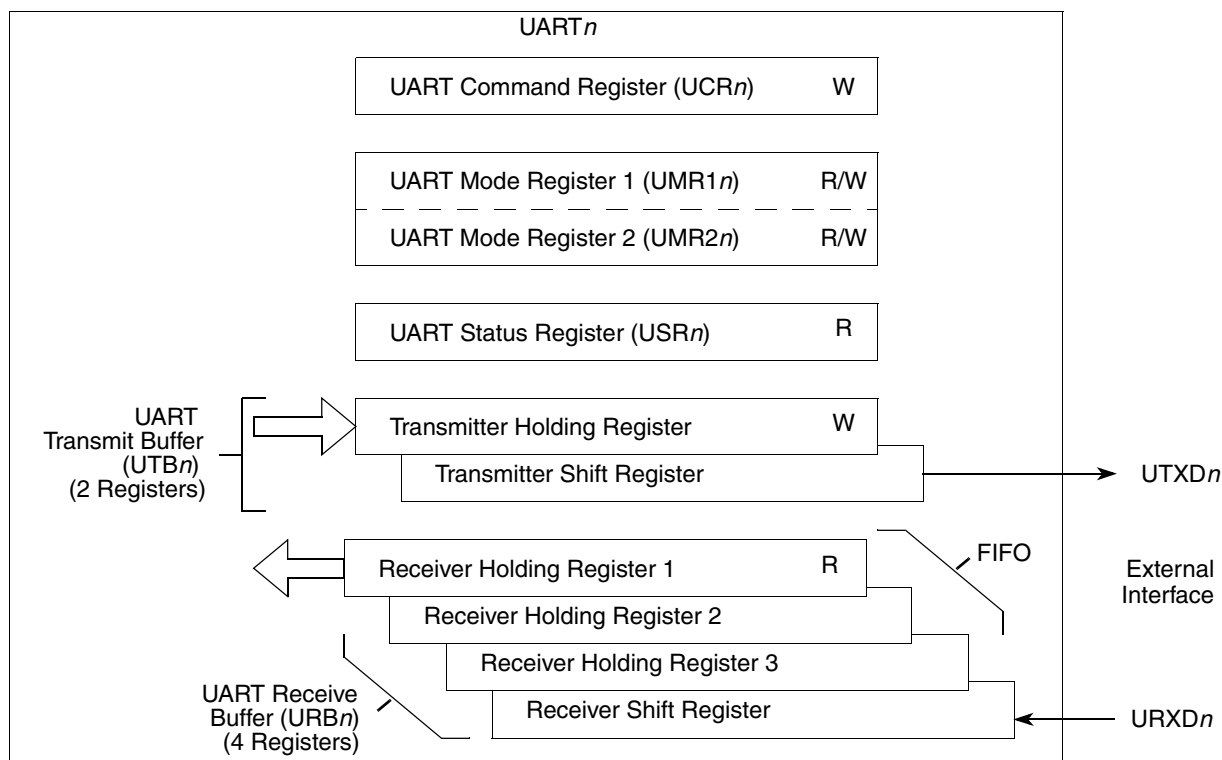 UARTn
UART Command Register (UCRn) W
UART Mode Register 1 (UMR1n) R/W
UART Mode Register 2 (UMR2n) R/W
UART Status Register (USRn) R
UART
Transmit Buffer
(UTBn)
(2 Registers)
Transmitter Holding Register W
Transmitter Shift Register
UTXDn
Receiver Holding Register 1 R
Receiver Holding Register 2
Receiver Holding Register 3
Receiver Shift Register
FIFO
External
Interface
UART Receive
Buffer (URBn)
(4 Registers)
URXDn